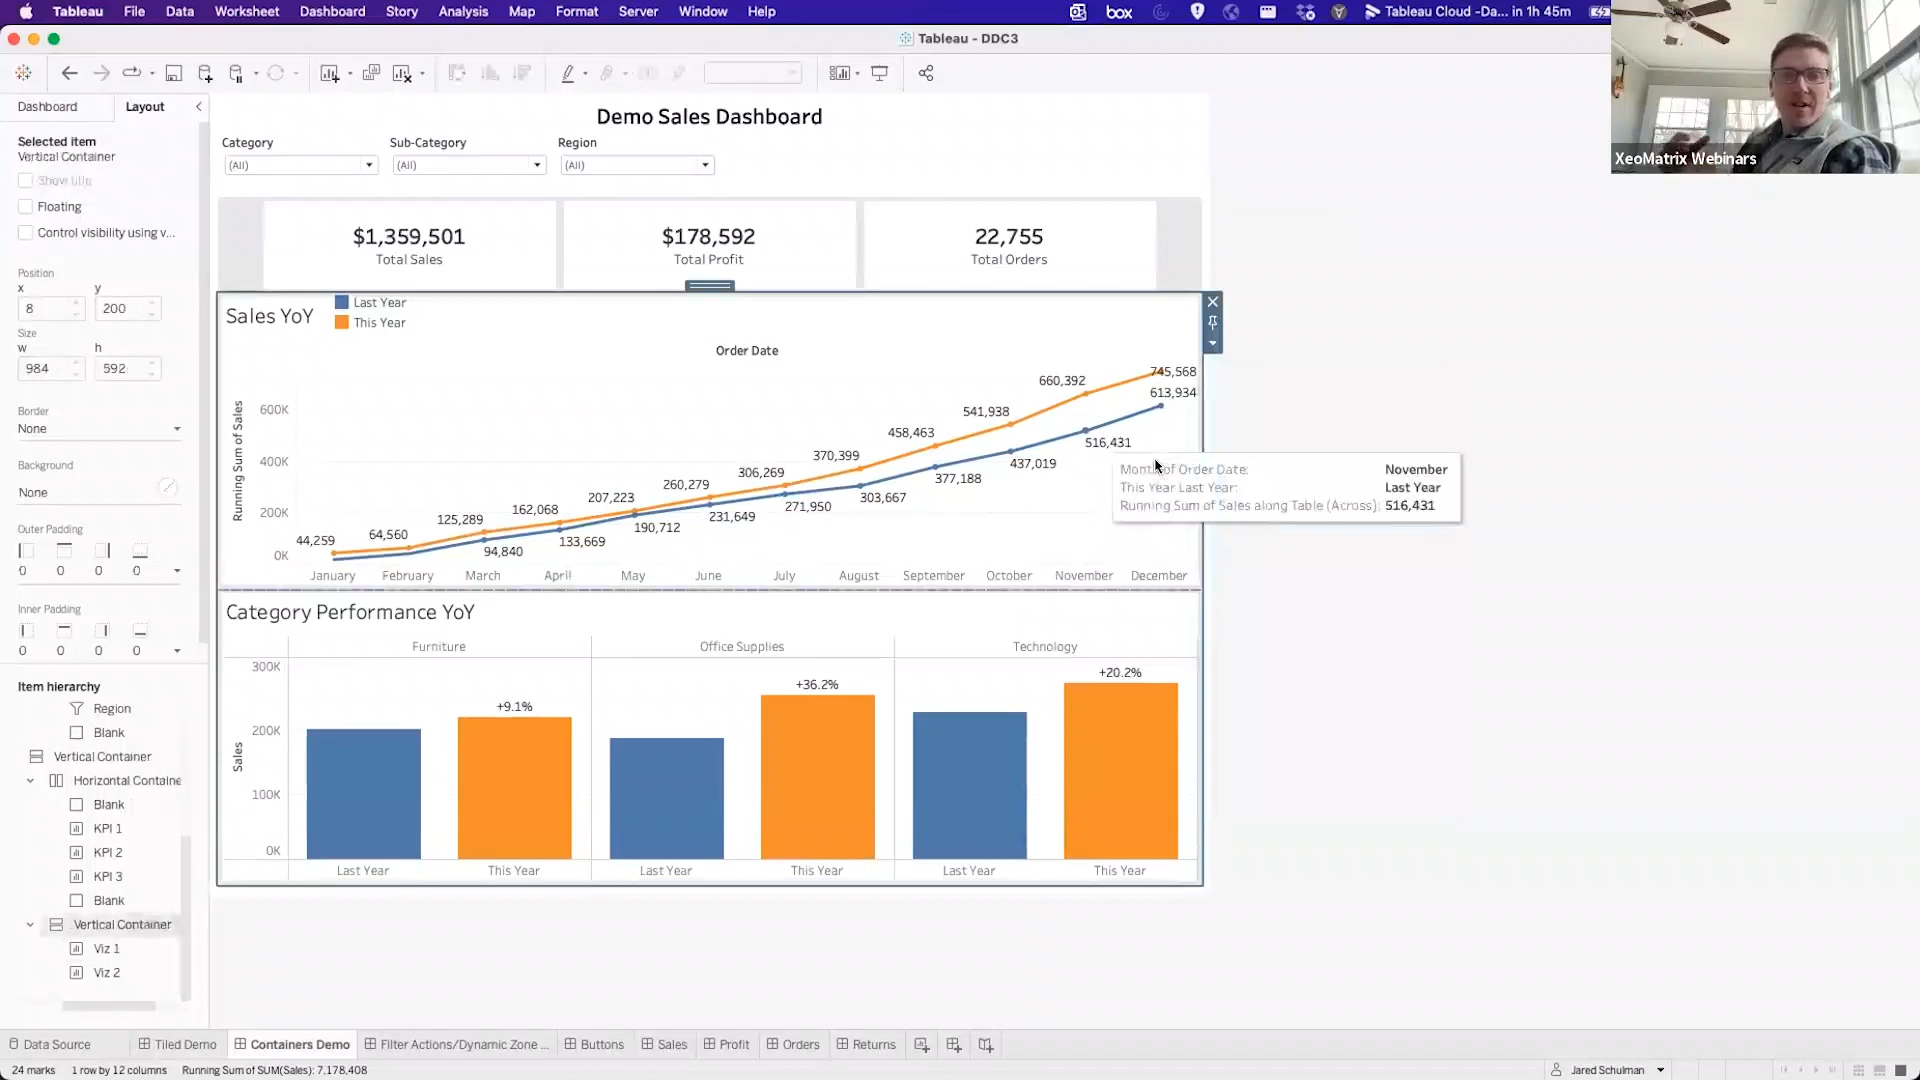 Tableau File Data Worksheet Dashboard Story Analysis Map Format Server Window Help box Tableau Cloud -Da... in 1h 45m
Tableau - DDC3
Dashboard Layout
Selected item
Vertical Container
Show title
Floating
Control visibility using v...
Position
x y
8 200
Size
w h
984 592
Border
None
Background
None
Outer Padding
0 0 0 0
Inner Padding
0 0 0 0
Item hierarchy
Region
Blank
Vertical Container
Horizontal Containe
Blank
KPI 1
KPI 2
KPI 3
Blank
Vertical Container
Viz 1
Viz 2
Demo Sales Dashboard
Category Sub-Category Region
(All) (All) (All)
$1,359,501 $178,592 22,755
Total Sales Total Profit Total Orders
Sales YoY
Last Year
This Year
Order Date
Running Sum of Sales
600K
400K
200K
0K
44,259 64,560 125,289 162,068 207,223 260,279 306,269 370,399 458,463 541,938 660,392 745,568
94,840 133,669 190,712 231,649 271,950 303,667 377,188 437,019 516,431 613,934
January February March April May June July August September October November December
Month of Order Date: November
This Year Last Year: Last Year
Running Sum of Sales along Table (Across): 516,431
Category Performance YoY
Furniture Office Supplies Technology
Sales
300K
200K
100K
0K
+9.1% +36.2% +20.2%
Last Year This Year Last Year This Year Last Year This Year
XeoMatrix Webinars
Data Source Tiled Demo Containers Demo Filter Actions/Dynamic Zone ... Buttons Sales Profit Orders Returns
24 marks 1 row by 12 columns Running Sum of SUM(Sales): 7,178,408 Jared Schulman